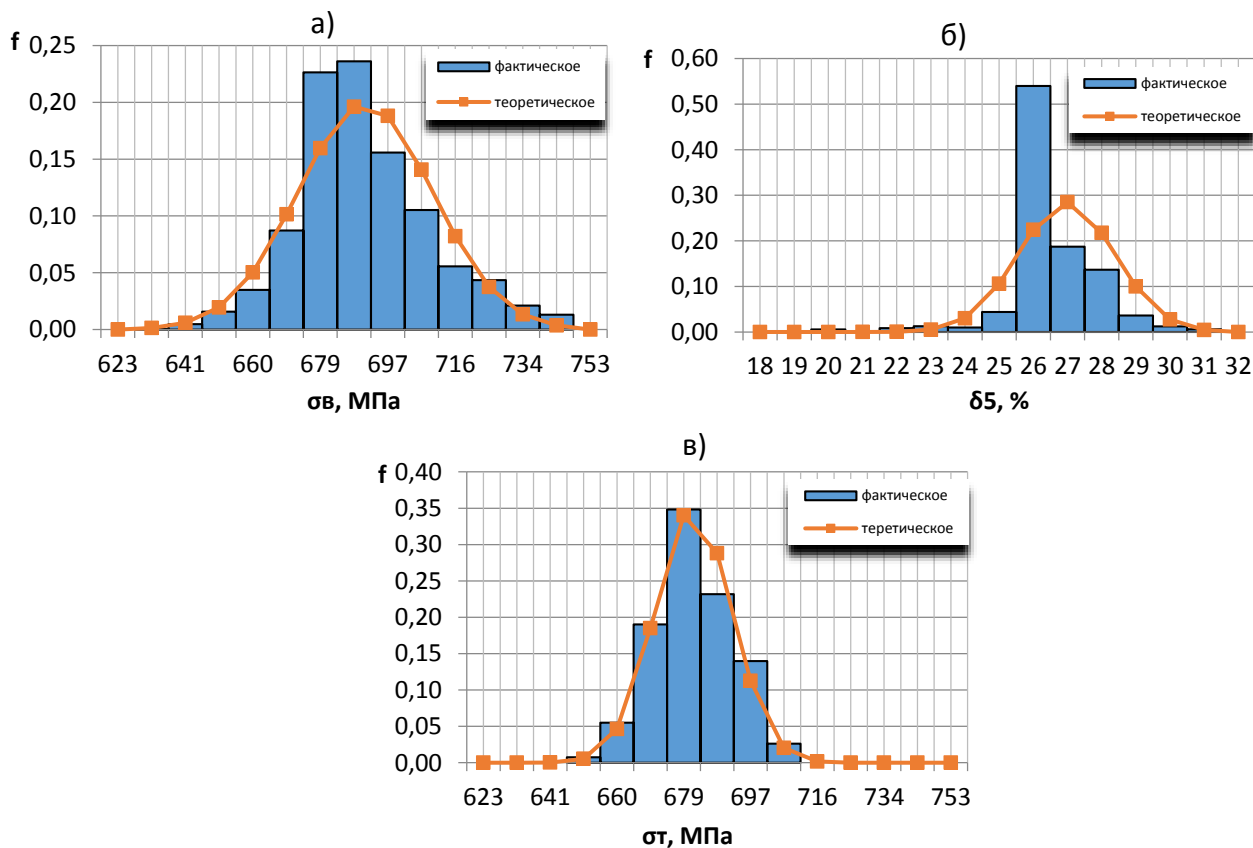 а)
f
0,25
0,20
0,15
0,10
0,05
0,00
фактическое
теоретическое
623 641 660 679 697 716 734 753
σв, МПа
б)
f
0,60
0,50
0,40
0,30
0,20
0,10
0,00
фактическое
теоретическое
18 19 20 21 22 23 24 25 26 27 28 29 30 31 32
δ5, %
в)
f
0,40
0,35
0,30
0,25
0,20
0,15
0,10
0,05
0,00
фактическое
теретическое
623 641 660 679 697 716 734 753
σт, МПа